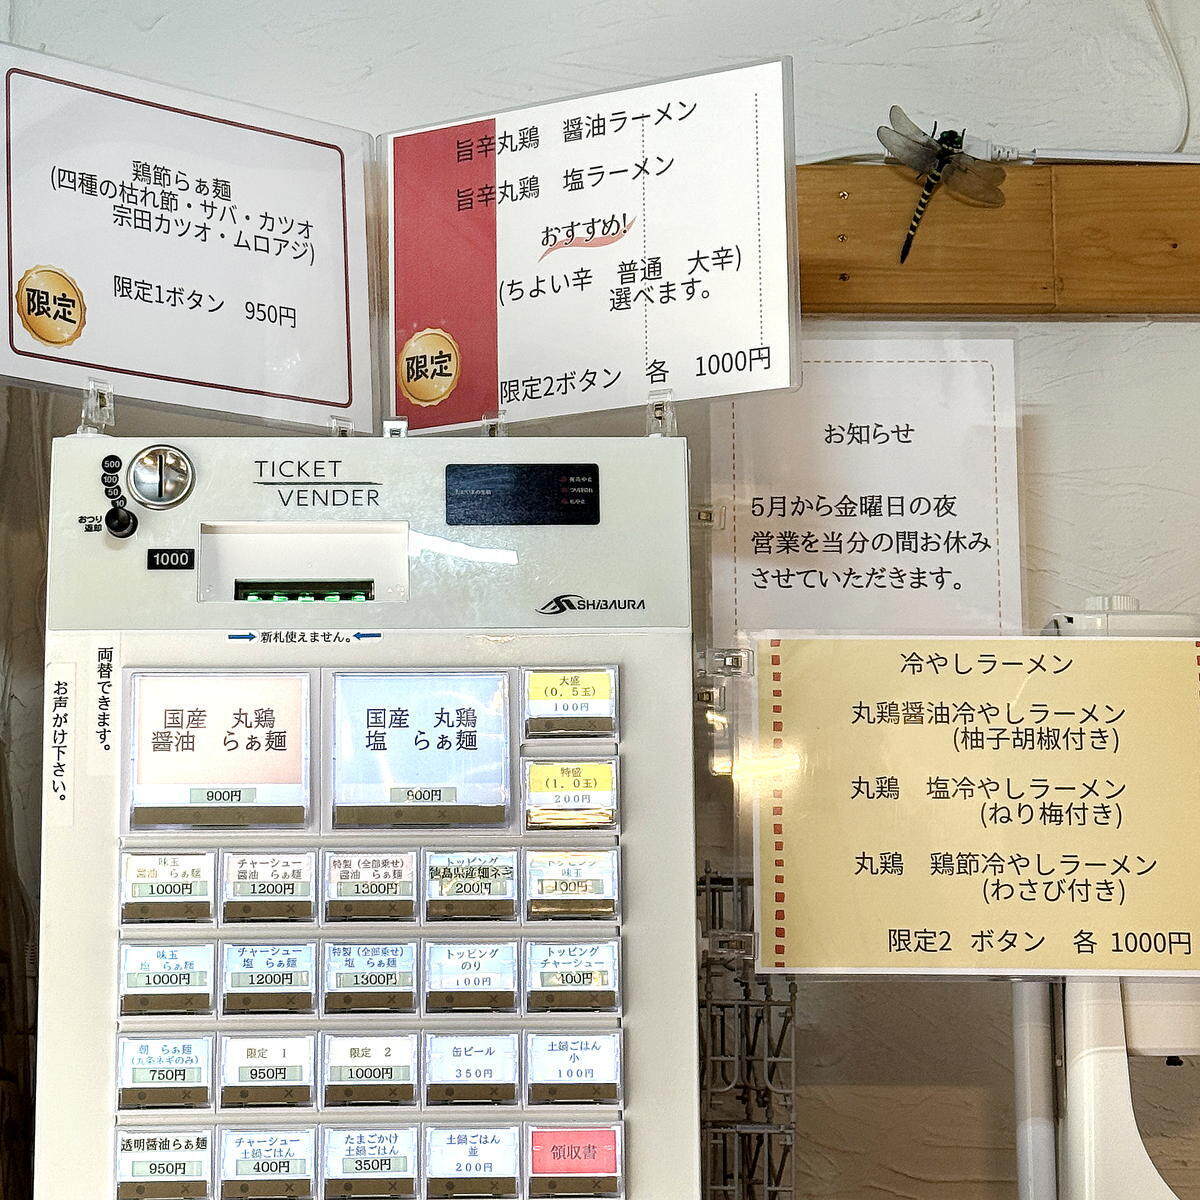 鶏節らぁ麺
(四種の枯れ節・サバ・カツオ
宗田カツオ・ムロアジ)
限定
限定1ボタン 950円
旨辛丸鶏 醤油ラーメン
旨辛丸鶏 塩ラーメン
おすすめ!
(ちよい辛 普通 大辛)
選べます。
限定
限定2ボタン 各 1000円
お知らせ
5月から金曜日の夜
営業を当分の間お休み
させていただきます。
500
100
50
10
おつり
返却
TICKET
VENDER
1000
SHIBAURA
新札使えません。
両替できます。
お声がけ下さい。
国産 丸鶏
醤油 らぁ麺
900円
国産 丸鶏
塩 らぁ麺
900円
大盛
(0.5玉)
100円
特盛
(1.0玉)
200円
味玉
醤油 らぁ麺
1000円
チャーシュー
醤油 らぁ麺
1200円
特製(全部乗せ)
醤油 らぁ麺
1300円
トッピング
徳島県産細ネギ
200円
トッピング
味玉
100円
味玉
塩 らぁ麺
1000円
チャーシュー
塩 らぁ麺
1200円
特製(全部乗せ)
塩 らぁ麺
1300円
トッピング
のり
100円
トッピング
チャーシュー
400円
朝 らぁ麺
(九条ネギのみ)
750円
限定 1
950円
限定 2
1000円
缶ビール
350円
土鍋ごはん
小
100円
透明醤油らぁ麺
950円
チャーシュー
土鍋ごはん
400円
たまごかけ
土鍋ごはん
350円
土鍋ごはん
並
200円
領収書
冷やしラーメン
丸鶏醤油冷やしラーメン
(柚子胡椒付き)
丸鶏 塩冷やしラーメン
(ねり梅付き)
丸鶏 鶏節冷やしラーメン
(わさび付き)
限定2 ボタン 各 1000円